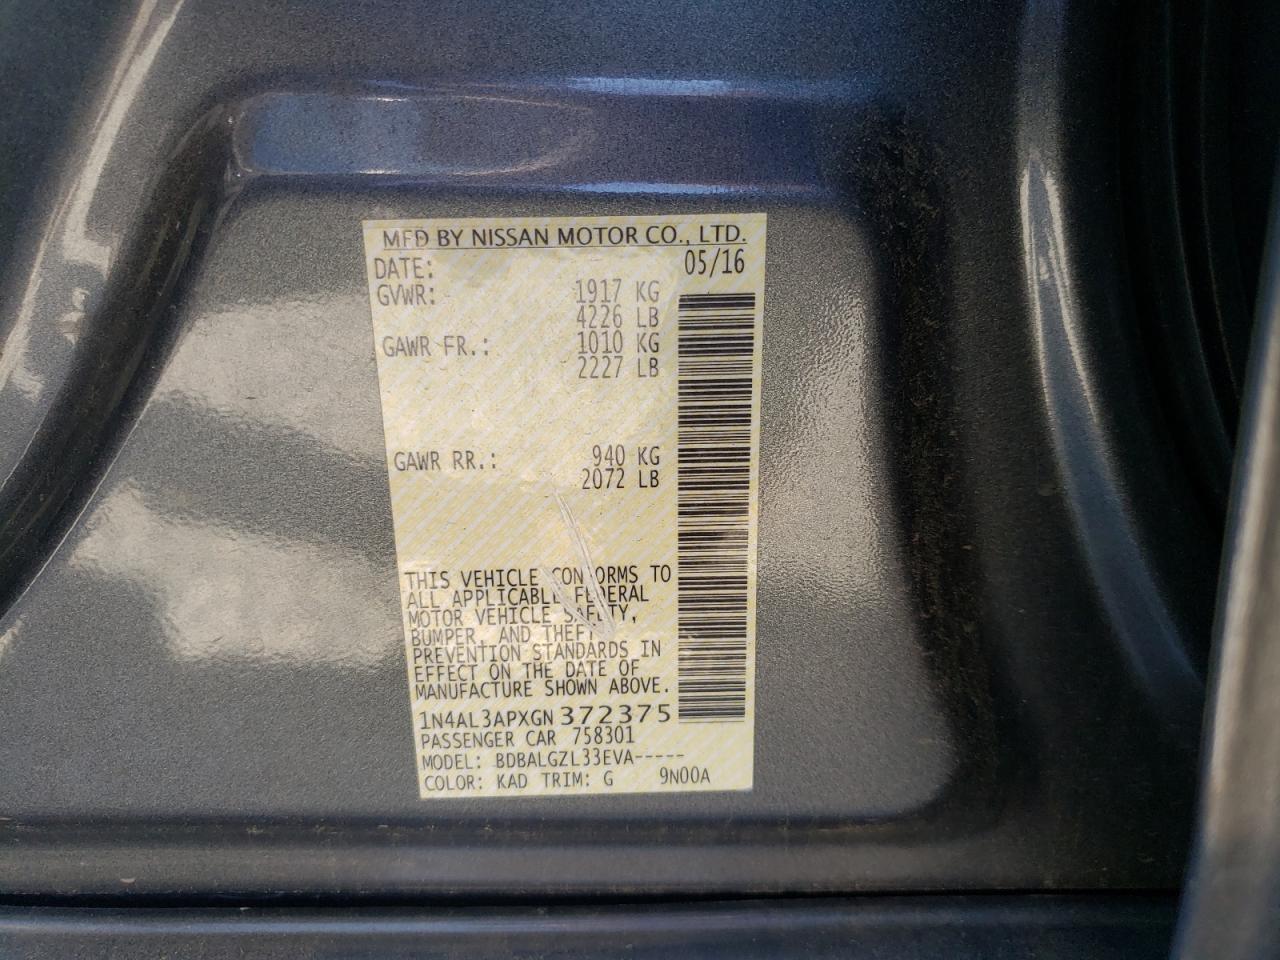 MFD BY NISSAN MOTOR CO., LTD.
DATE: 05/16
GVWR: 1917 KG
4226 LB
GAWR FR.: 1010 KG
2227 LB
GAWR RR.: 940 KG
2072 LB
THIS VEHICLE CONFORMS TO
ALL APPLICABLE FEDERAL
MOTOR VEHICLE SAFETY,
BUMPER, AND THEFT
PREVENTION STANDARDS IN
EFFECT ON THE DATE OF
MANUFACTURE SHOWN ABOVE.
1N4AL3APXGN372375
PASSENGER CAR 758301
MODEL: BDBALGZL33EVA-----
COLOR: KAD TRIM: G 9N00A